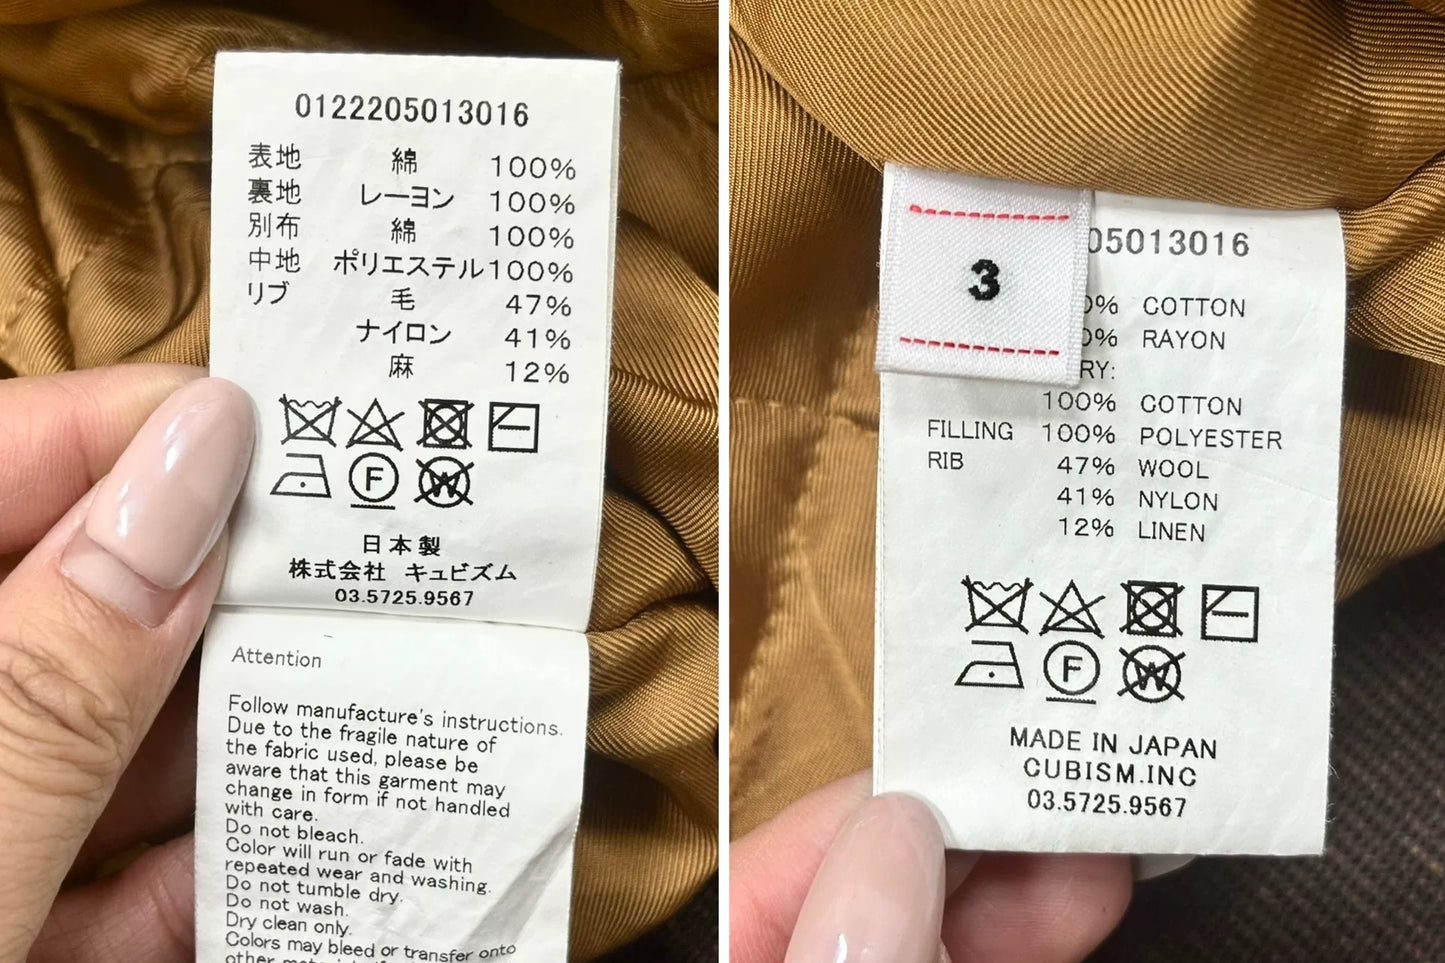 0122205013016
表地 綿 100%
裏地 レーヨン 100%
別布 綿 100%
中地 ポリエステル 100%
リブ 毛 47%
ナイロン 41%
麻 12%
F
W
日本製
株式会社 キュビズム
03.5725.9567
Attention
Follow manufacture's instructions.
Due to the fragile nature of
the fabric used, please be
aware that this garment may
change in form if not handled
with care.
Do not bleach.
Color will run or fade with
repeated wear and washing.
Do not tumble dry.
Do not wash.
Dry clean only.
Colors may bleed or transfer onto
other
3
05013016
0% COTTON
0% RAYON
RY:
100% COTTON
FILLING 100% POLYESTER
RIB 47% WOOL
41% NYLON
12% LINEN
F
W
MADE IN JAPAN
CUBISM.INC
03.5725.9567